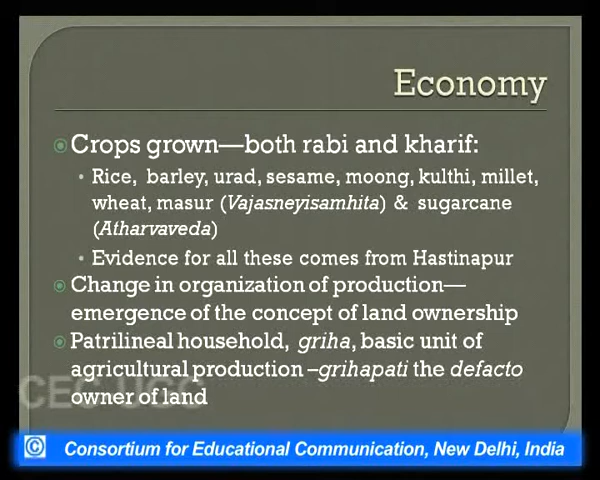 Economy
Crops grown—both rabi and kharif:
Rice, barley, urad, sesame, moong, kulthi, millet,
wheat, masur (Vajasneyisamhita) & sugarcane
(Atharvaveda)
Evidence for all these comes from Hastinapur
Change in organization of production—
emergence of the concept of land ownership
Patrilineal household, griha, basic unit of
agricultural production –grihapati the defacto
owner of land
CEC UGC
© Consortium for Educational Communication, New Delhi, India